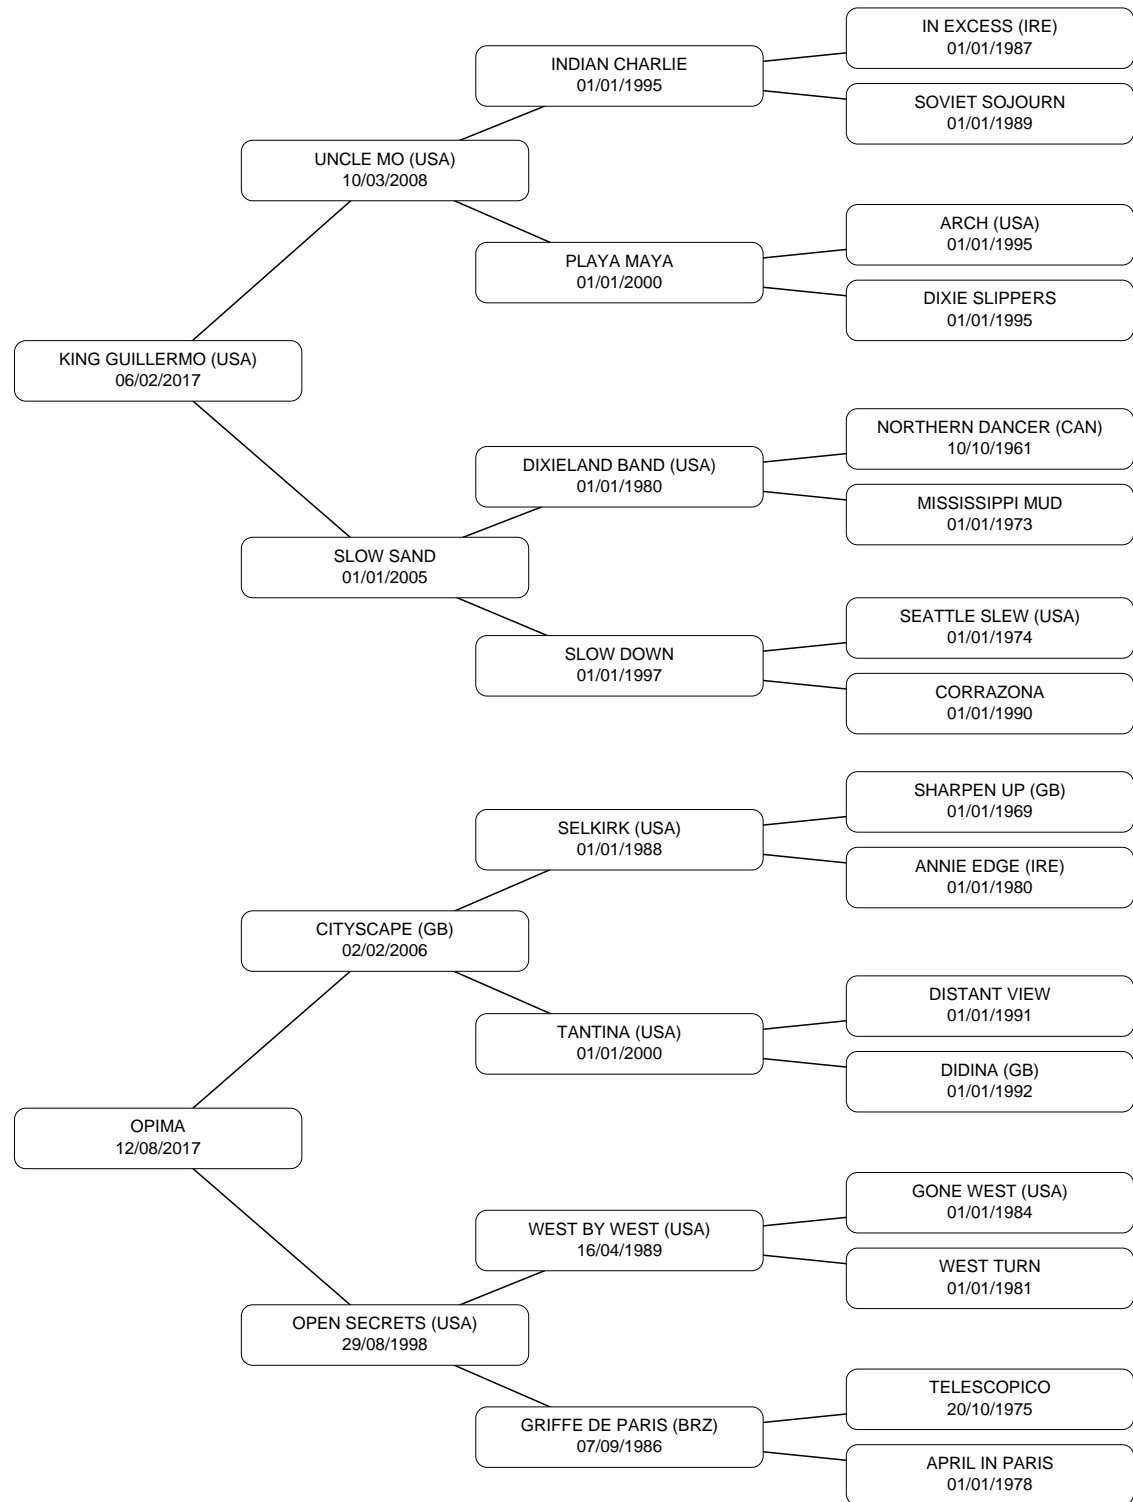 IN EXCESS (IRE)
01/01/1987
INDIAN CHARLIE
01/01/1995
SOVIET SOJOURN
01/01/1989
UNCLE MO (USA)
10/03/2008
ARCH (USA)
01/01/1995
PLAYA MAYA
01/01/2000
DIXIE SLIPPERS
01/01/1995
KING GUILLERMO (USA)
06/02/2017
NORTHERN DANCER (CAN)
10/10/1961
DIXIELAND BAND (USA)
01/01/1980
MISSISSIPPI MUD
01/01/1973
SLOW SAND
01/01/2005
SEATTLE SLEW (USA)
01/01/1974
SLOW DOWN
01/01/1997
CORRAZONA
01/01/1990
SHARPEN UP (GB)
01/01/1969
SELKIRK (USA)
01/01/1988
ANNIE EDGE (IRE)
01/01/1980
CITYSCAPE (GB)
02/02/2006
DISTANT VIEW
01/01/1991
TANTINA (USA)
01/01/2000
DIDINA (GB)
01/01/1992
OPIMA
12/08/2017
GONE WEST (USA)
01/01/1984
WEST BY WEST (USA)
16/04/1989
WEST TURN
01/01/1981
OPEN SECRETS (USA)
29/08/1998
TELESCOPICO
20/10/1975
GRIFFE DE PARIS (BRZ)
07/09/1986
APRIL IN PARIS
01/01/1978